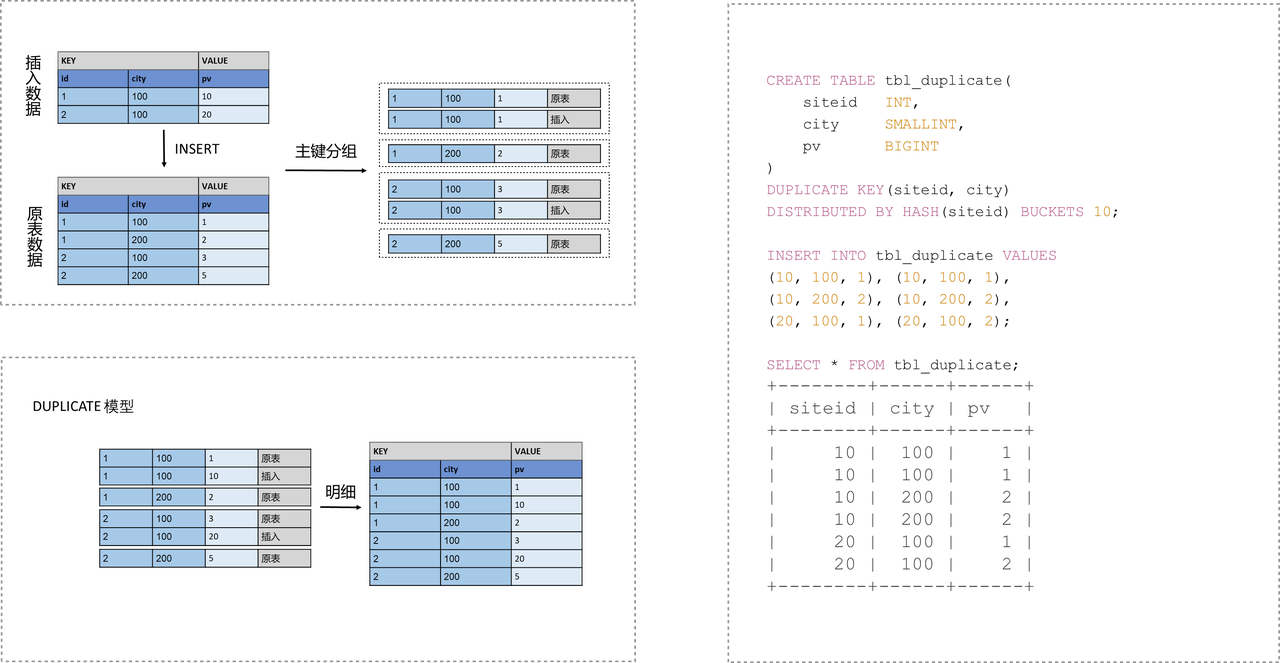 插入数据
KEY VALUE
id city pv
1 100 10
2 100 20
INSERT
原表数据
KEY VALUE
id city pv
1 100 1
1 200 2
2 100 3
2 200 5
主键分组
1 100 1 原表
1 100 1 插入
1 200 2 原表
2 100 3 原表
2 100 3 插入
2 200 5 原表
DUPLICATE 模型
1 100 1 原表
1 100 10 插入
1 200 2 原表
2 100 3 原表
2 100 20 插入
2 200 5 原表
明细
KEY VALUE
id city pv
1 100 1
1 100 10
1 200 2
2 100 3
2 100 20
2 200 5
CREATE TABLE tbl_duplicate(
siteid INT,
city SMALLINT,
pv BIGINT
)
DUPLICATE KEY(siteid, city)
DISTRIBUTED BY HASH(siteid) BUCKETS 10;
INSERT INTO tbl_duplicate VALUES
(10, 100, 1), (10, 100, 1),
(10, 200, 2), (10, 200, 2),
(20, 100, 1), (20, 100, 2);
SELECT * FROM tbl_duplicate;
+--------+------+------+
| siteid | city | pv |
+--------+------+------+
| 10 | 100 | 1 |
| 10 | 100 | 1 |
| 10 | 200 | 2 |
| 10 | 200 | 2 |
| 20 | 100 | 1 |
| 20 | 100 | 2 |
+--------+------+------+